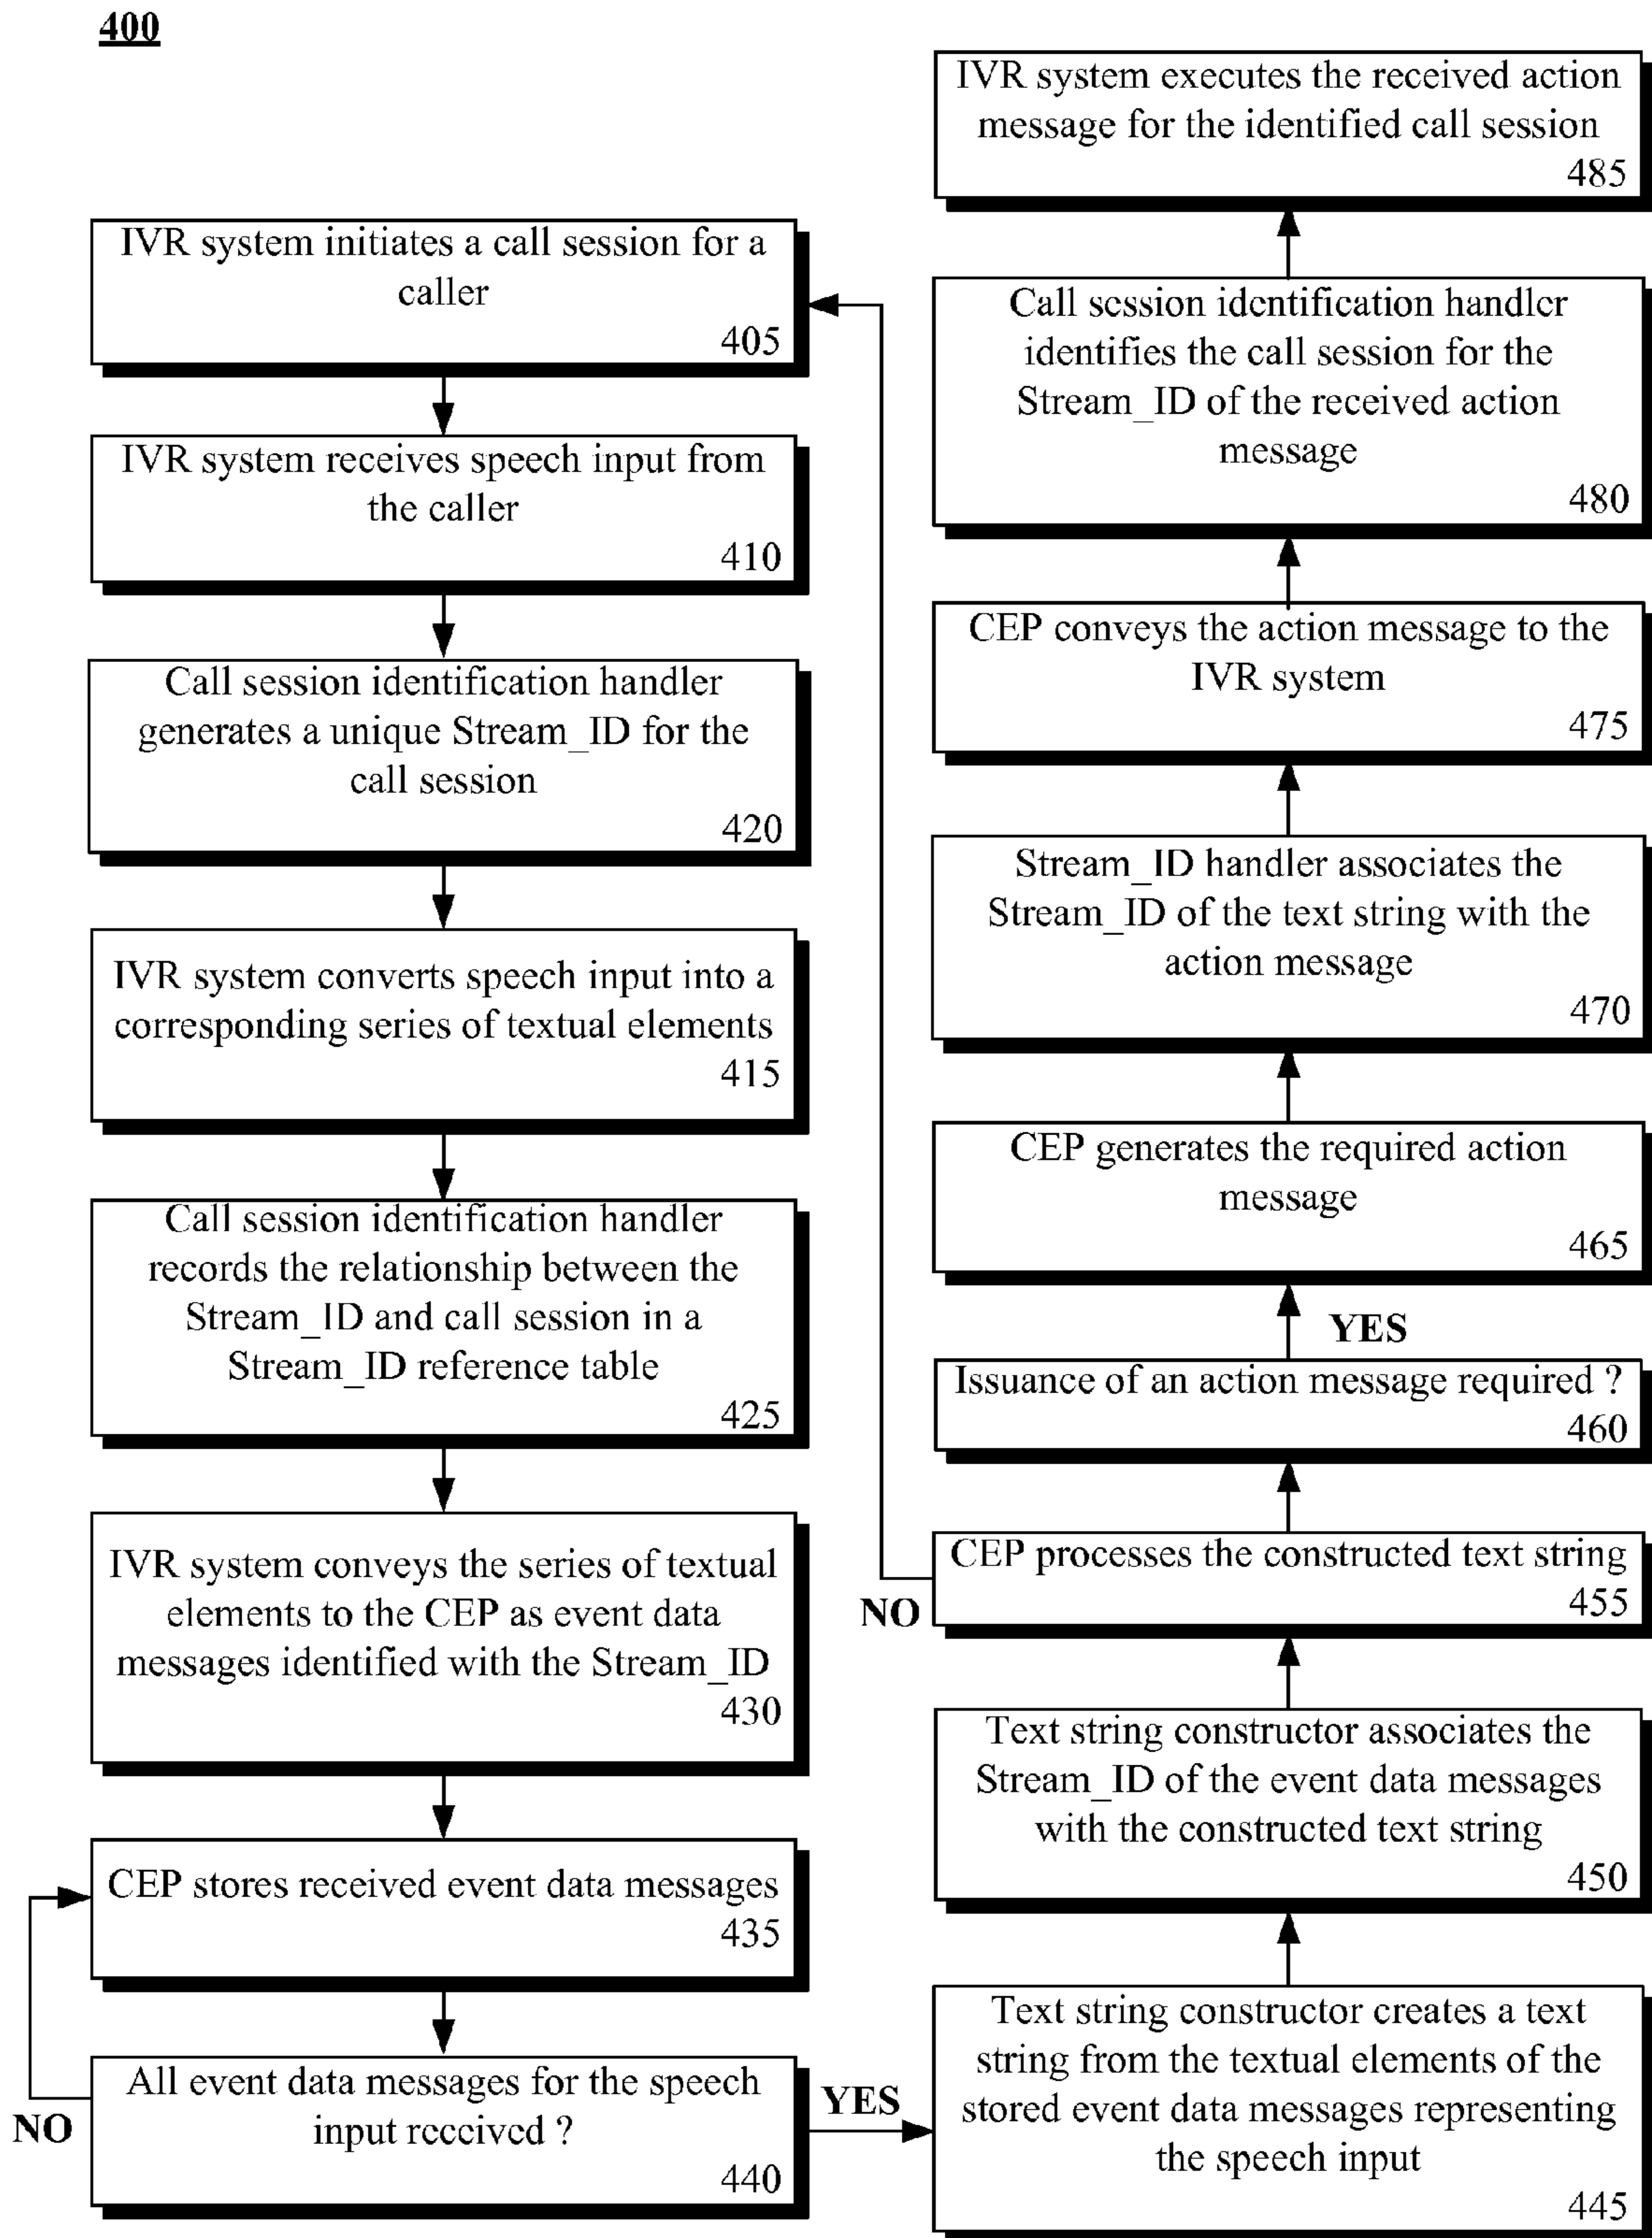 400
IVR system initiates a call session for a
caller
405
IVR system receives speech input from
the caller
410
Call session identification handler
generates a unique Stream_ID for the
call session
420
IVR system converts speech input into a
corresponding series of textual elements
415
Call session identification handler
records the relationship between the
Stream_ID and call session in a
Stream_ID reference table
425
IVR system conveys the series of textual
elements to the CEP as event data
messages identified with the Stream_ID
430
CEP stores received event data messages
435
All event data messages for the speech
input received ?
440
NO
YES
Text string constructor creates a text
string from the textual elements of the
stored event data messages representing
the speech input
445
Text string constructor associates the
Stream_ID of the event data messages
with the constructed text string
450
CEP processes the constructed text string
455
NO
Issuance of an action message required ?
460
YES
CEP generates the required action
message
465
Stream_ID handler associates the
Stream_ID of the text string with the
action message
470
CEP conveys the action message to the
IVR system
475
Call session identification handler
identifies the call session for the
Stream_ID of the received action
message
480
IVR system executes the received action
message for the identified call session
485